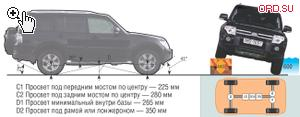 ORD.SU
C1 Просвет под передним мостом по центру — 225 мм
C2 Просвет под задним мостом по центру — 280 мм
D1 Просвет минимальный внутри базы — 265 мм
D2 Просвет под рамой или лонжероном — 350 мм
600